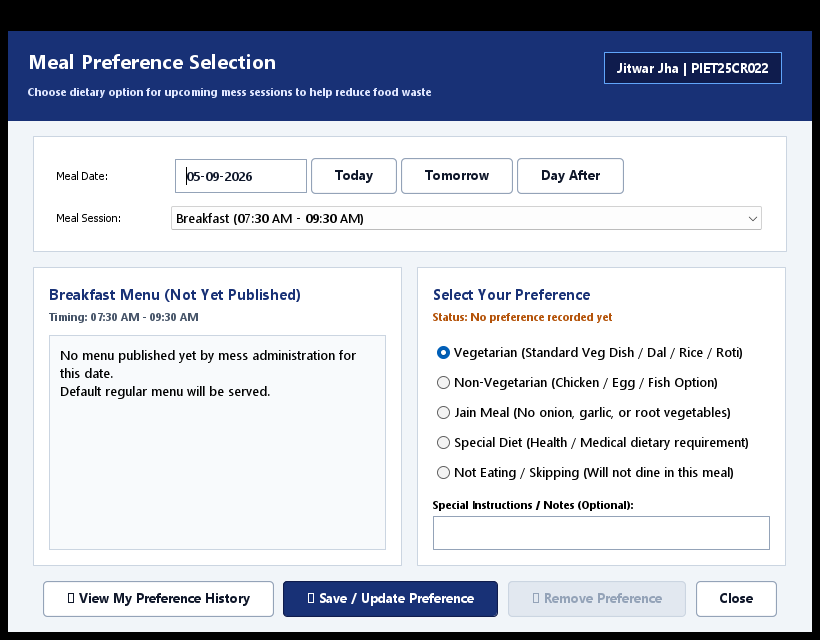 Meal Preference Selection
Choose dietary option for upcoming mess sessions to help reduce food waste
Jitwar Jha | PIET25CR022
Meal Date:
05-09-2026
Today
Tomorrow
Day After
Meal Session:
Breakfast (07:30 AM - 09:30 AM)
Breakfast Menu (Not Yet Published)
Timing: 07:30 AM - 09:30 AM
No menu published yet by mess administration for
this date.
Default regular menu will be served.
Select Your Preference
Status: No preference recorded yet
Vegetarian (Standard Veg Dish / Dal / Rice / Roti)
Non-Vegetarian (Chicken / Egg / Fish Option)
Jain Meal (No onion, garlic, or root vegetables)
Special Diet (Health / Medical dietary requirement)
Not Eating / Skipping (Will not dine in this meal)
Special Instructions / Notes (Optional):
View My Preference History
Save / Update Preference
Remove Preference
Close